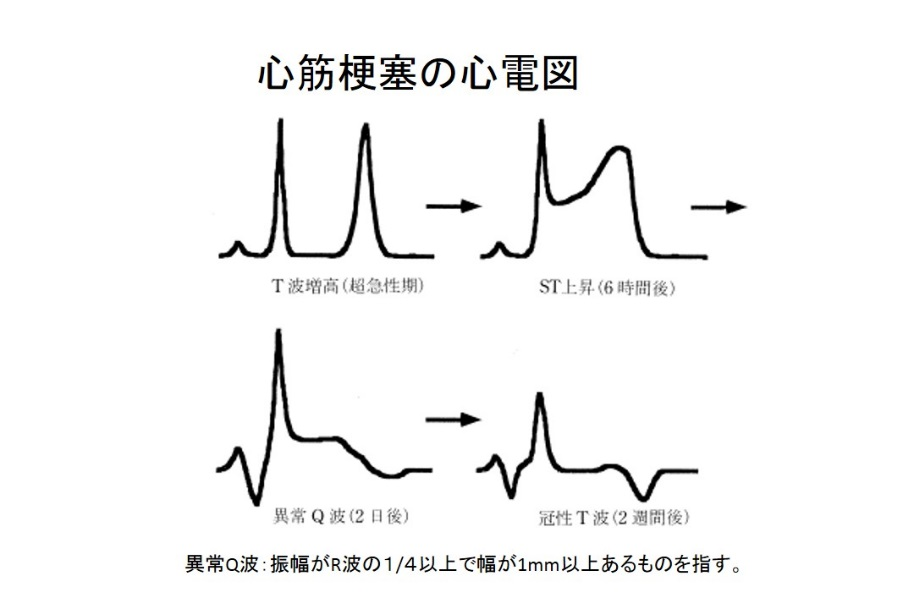 心筋梗塞の心電図
T波増高(超急性期)
ST上昇(6時間後)
異常Q波(2日後)
冠性T波(2週間後)
異常Q波:振幅がR波の1/4以上で幅が1mm以上あるものを指す。